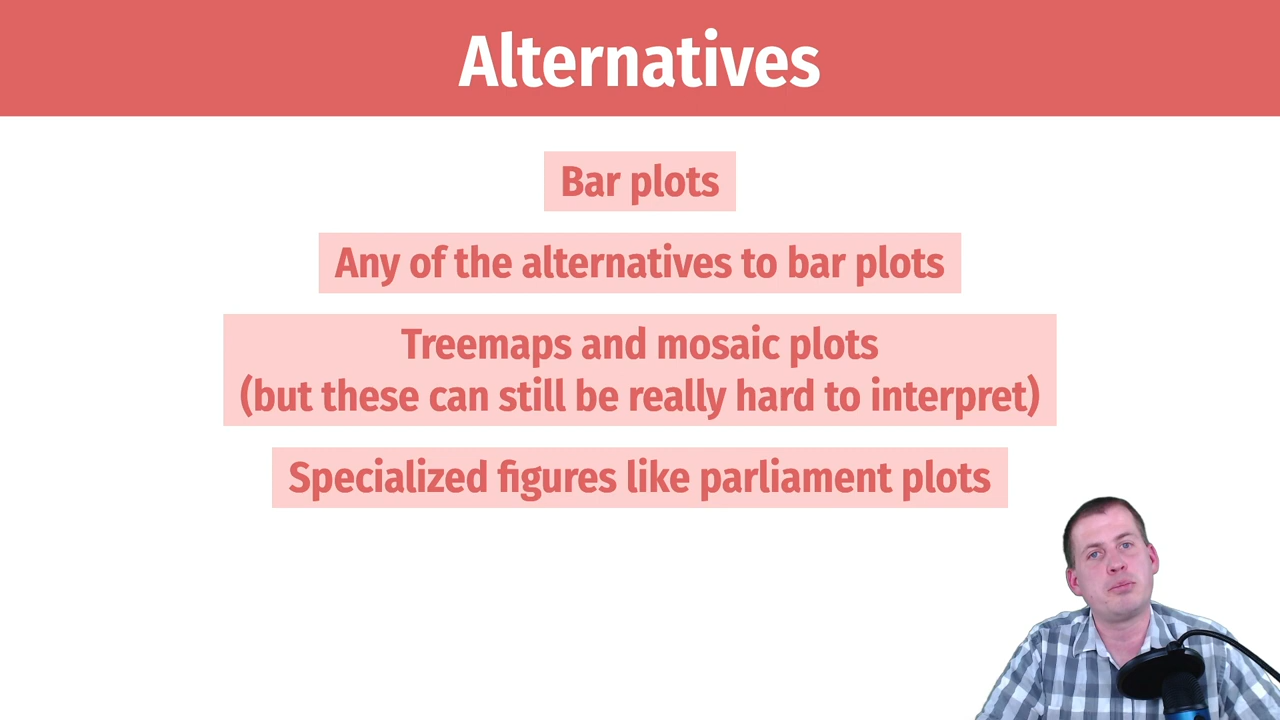 Alternatives
Bar plots
Any of the alternatives to bar plots
Treemaps and mosaic plots
(but these can still be really hard to interpret)
Specialized figures like parliament plots